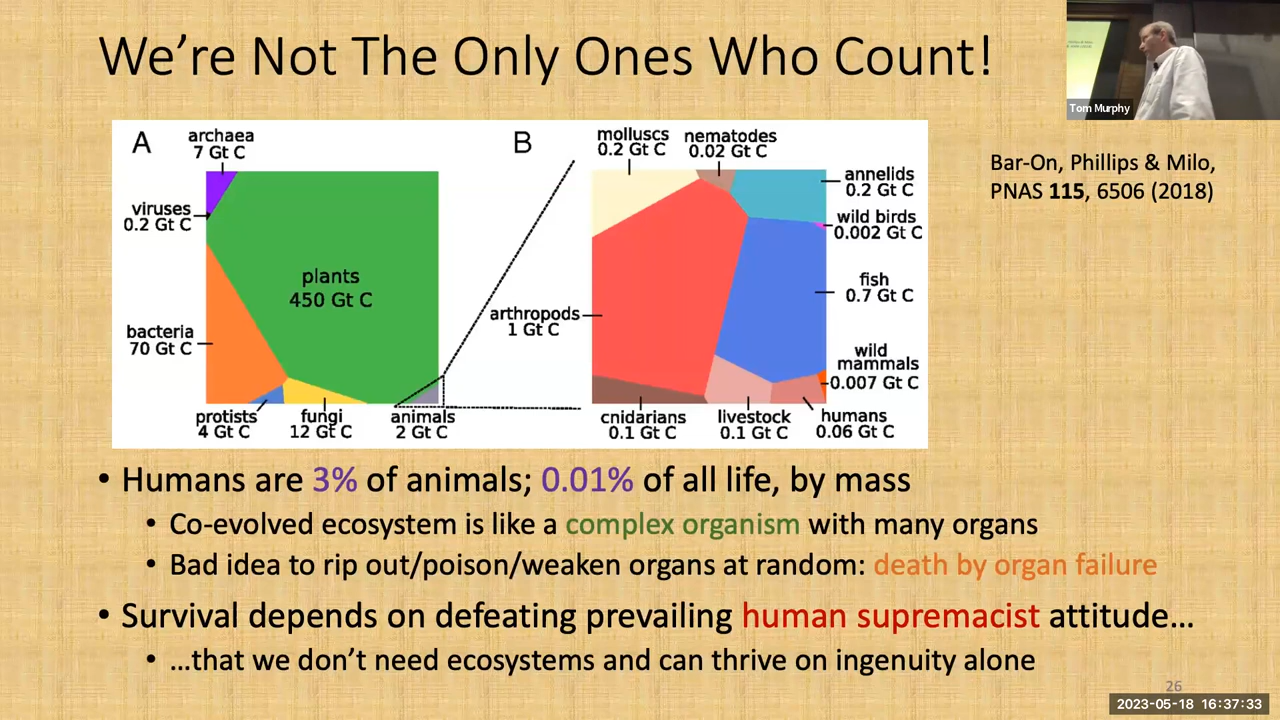 We're Not The Only Ones Who Count!
Tom Murphy
A
archaea
7 Gt C
viruses
0.2 Gt C
plants
450 Gt C
bacteria
70 Gt C
protists
4 Gt C
fungi
12 Gt C
animals
2 Gt C
B
molluscs
0.2 Gt C
nematodes
0.02 Gt C
annelids
0.2 Gt C
wild birds
0.002 Gt C
fish
0.7 Gt C
arthropods
1 Gt C
wild
mammals
0.007 Gt C
cnidarians
0.1 Gt C
livestock
0.1 Gt C
humans
0.06 Gt C
Bar-On, Phillips & Milo,
PNAS 115, 6506 (2018)
• Humans are 3% of animals; 0.01% of all life, by mass
• Co-evolved ecosystem is like a complex organism with many organs
• Bad idea to rip out/poison/weaken organs at random: death by organ failure
• Survival depends on defeating prevailing human supremacist attitude…
• …that we don't need ecosystems and can thrive on ingenuity alone
26
2023-05-18 16:37:33